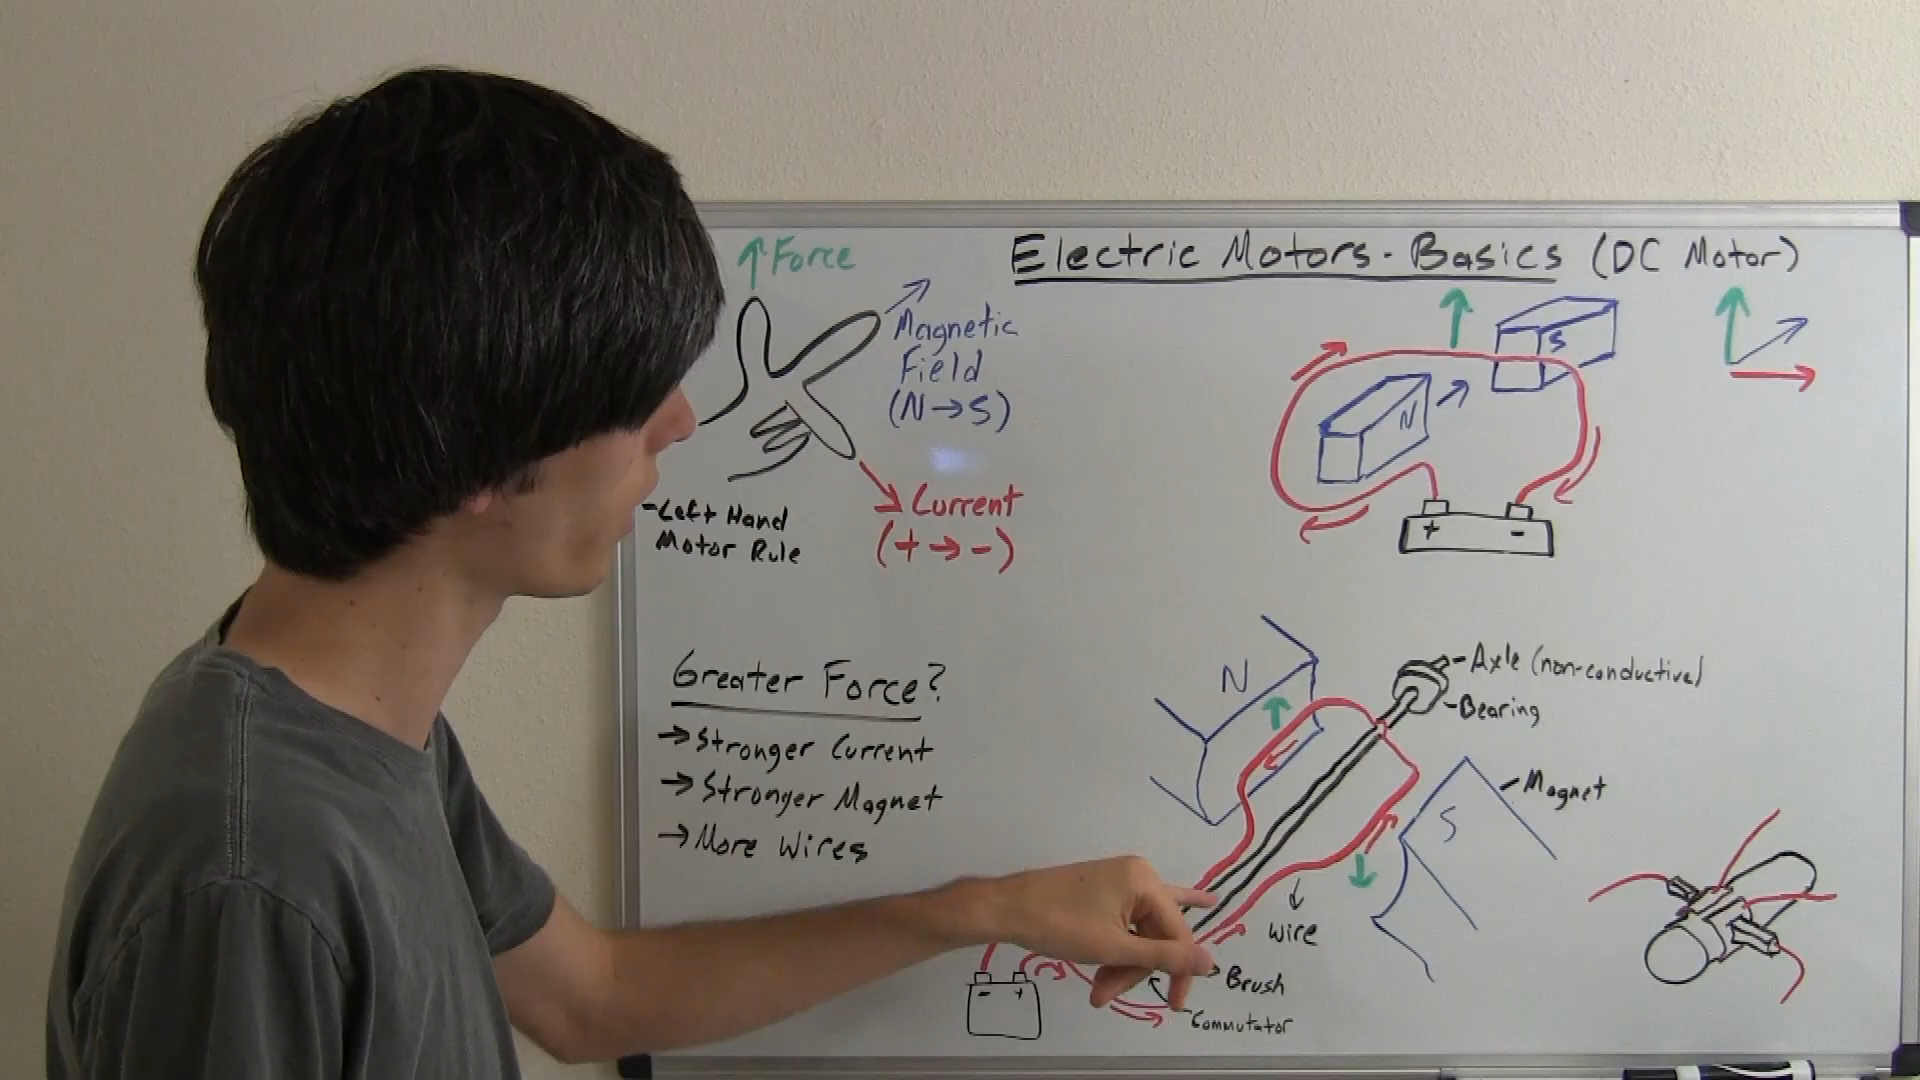 Electric Motors - Basics (DC Motor)
Force
Magnetic
Field
(N→S)
Current
(+→-)
-Left Hand
Motor Rule
S
N
+ -
Greater Force?
→Stronger Current
→Stronger Magnet
→More Wires
N
-Axle (non-conductive)
-Bearing
-Magnet
S
Wire
Brush
Commutator
- +